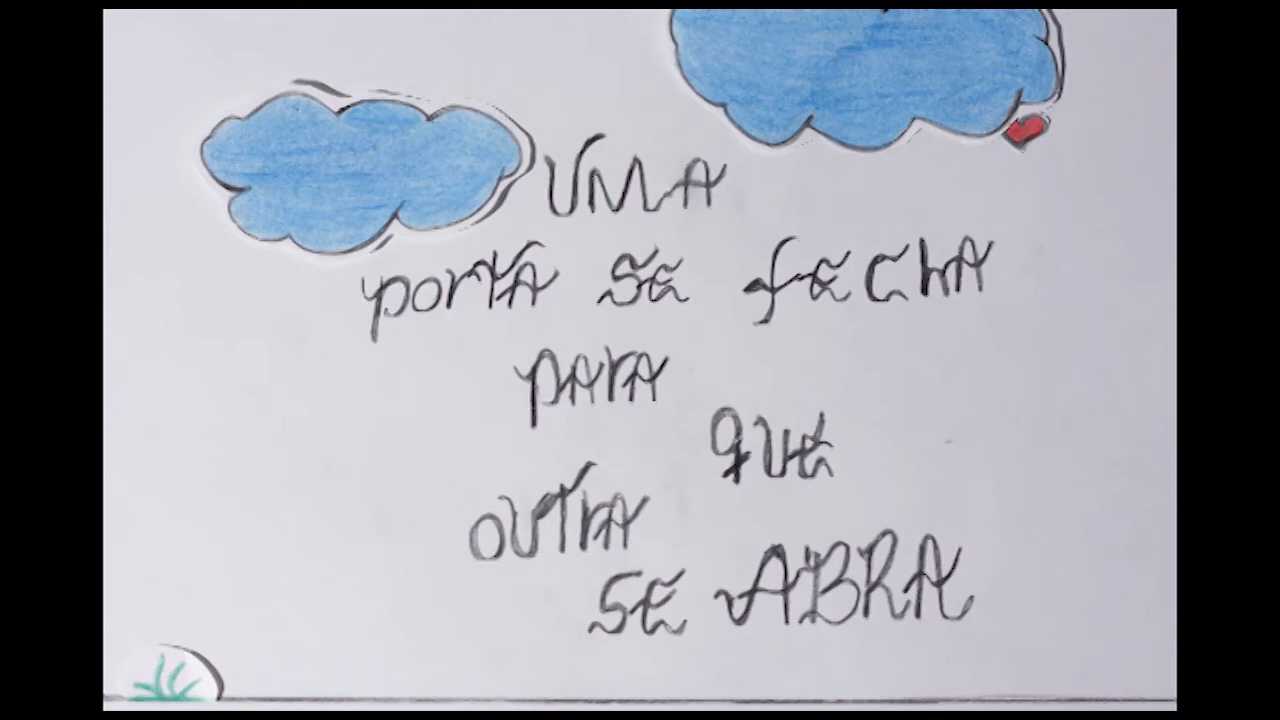 UMA
PORTA SE FECHA
PARA
QUE
OUTRA
SE ABRA